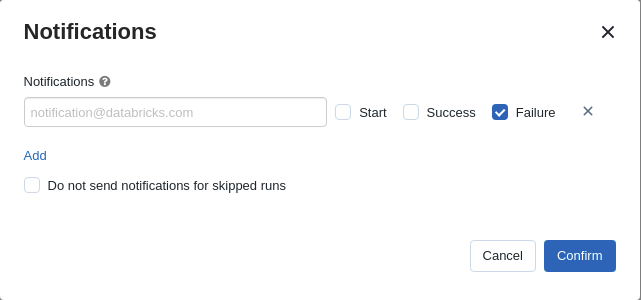 Notifications
Notifications
notification@databricks.com Start Success Failure
Add
Do not send notifications for skipped runs
Cancel Confirm